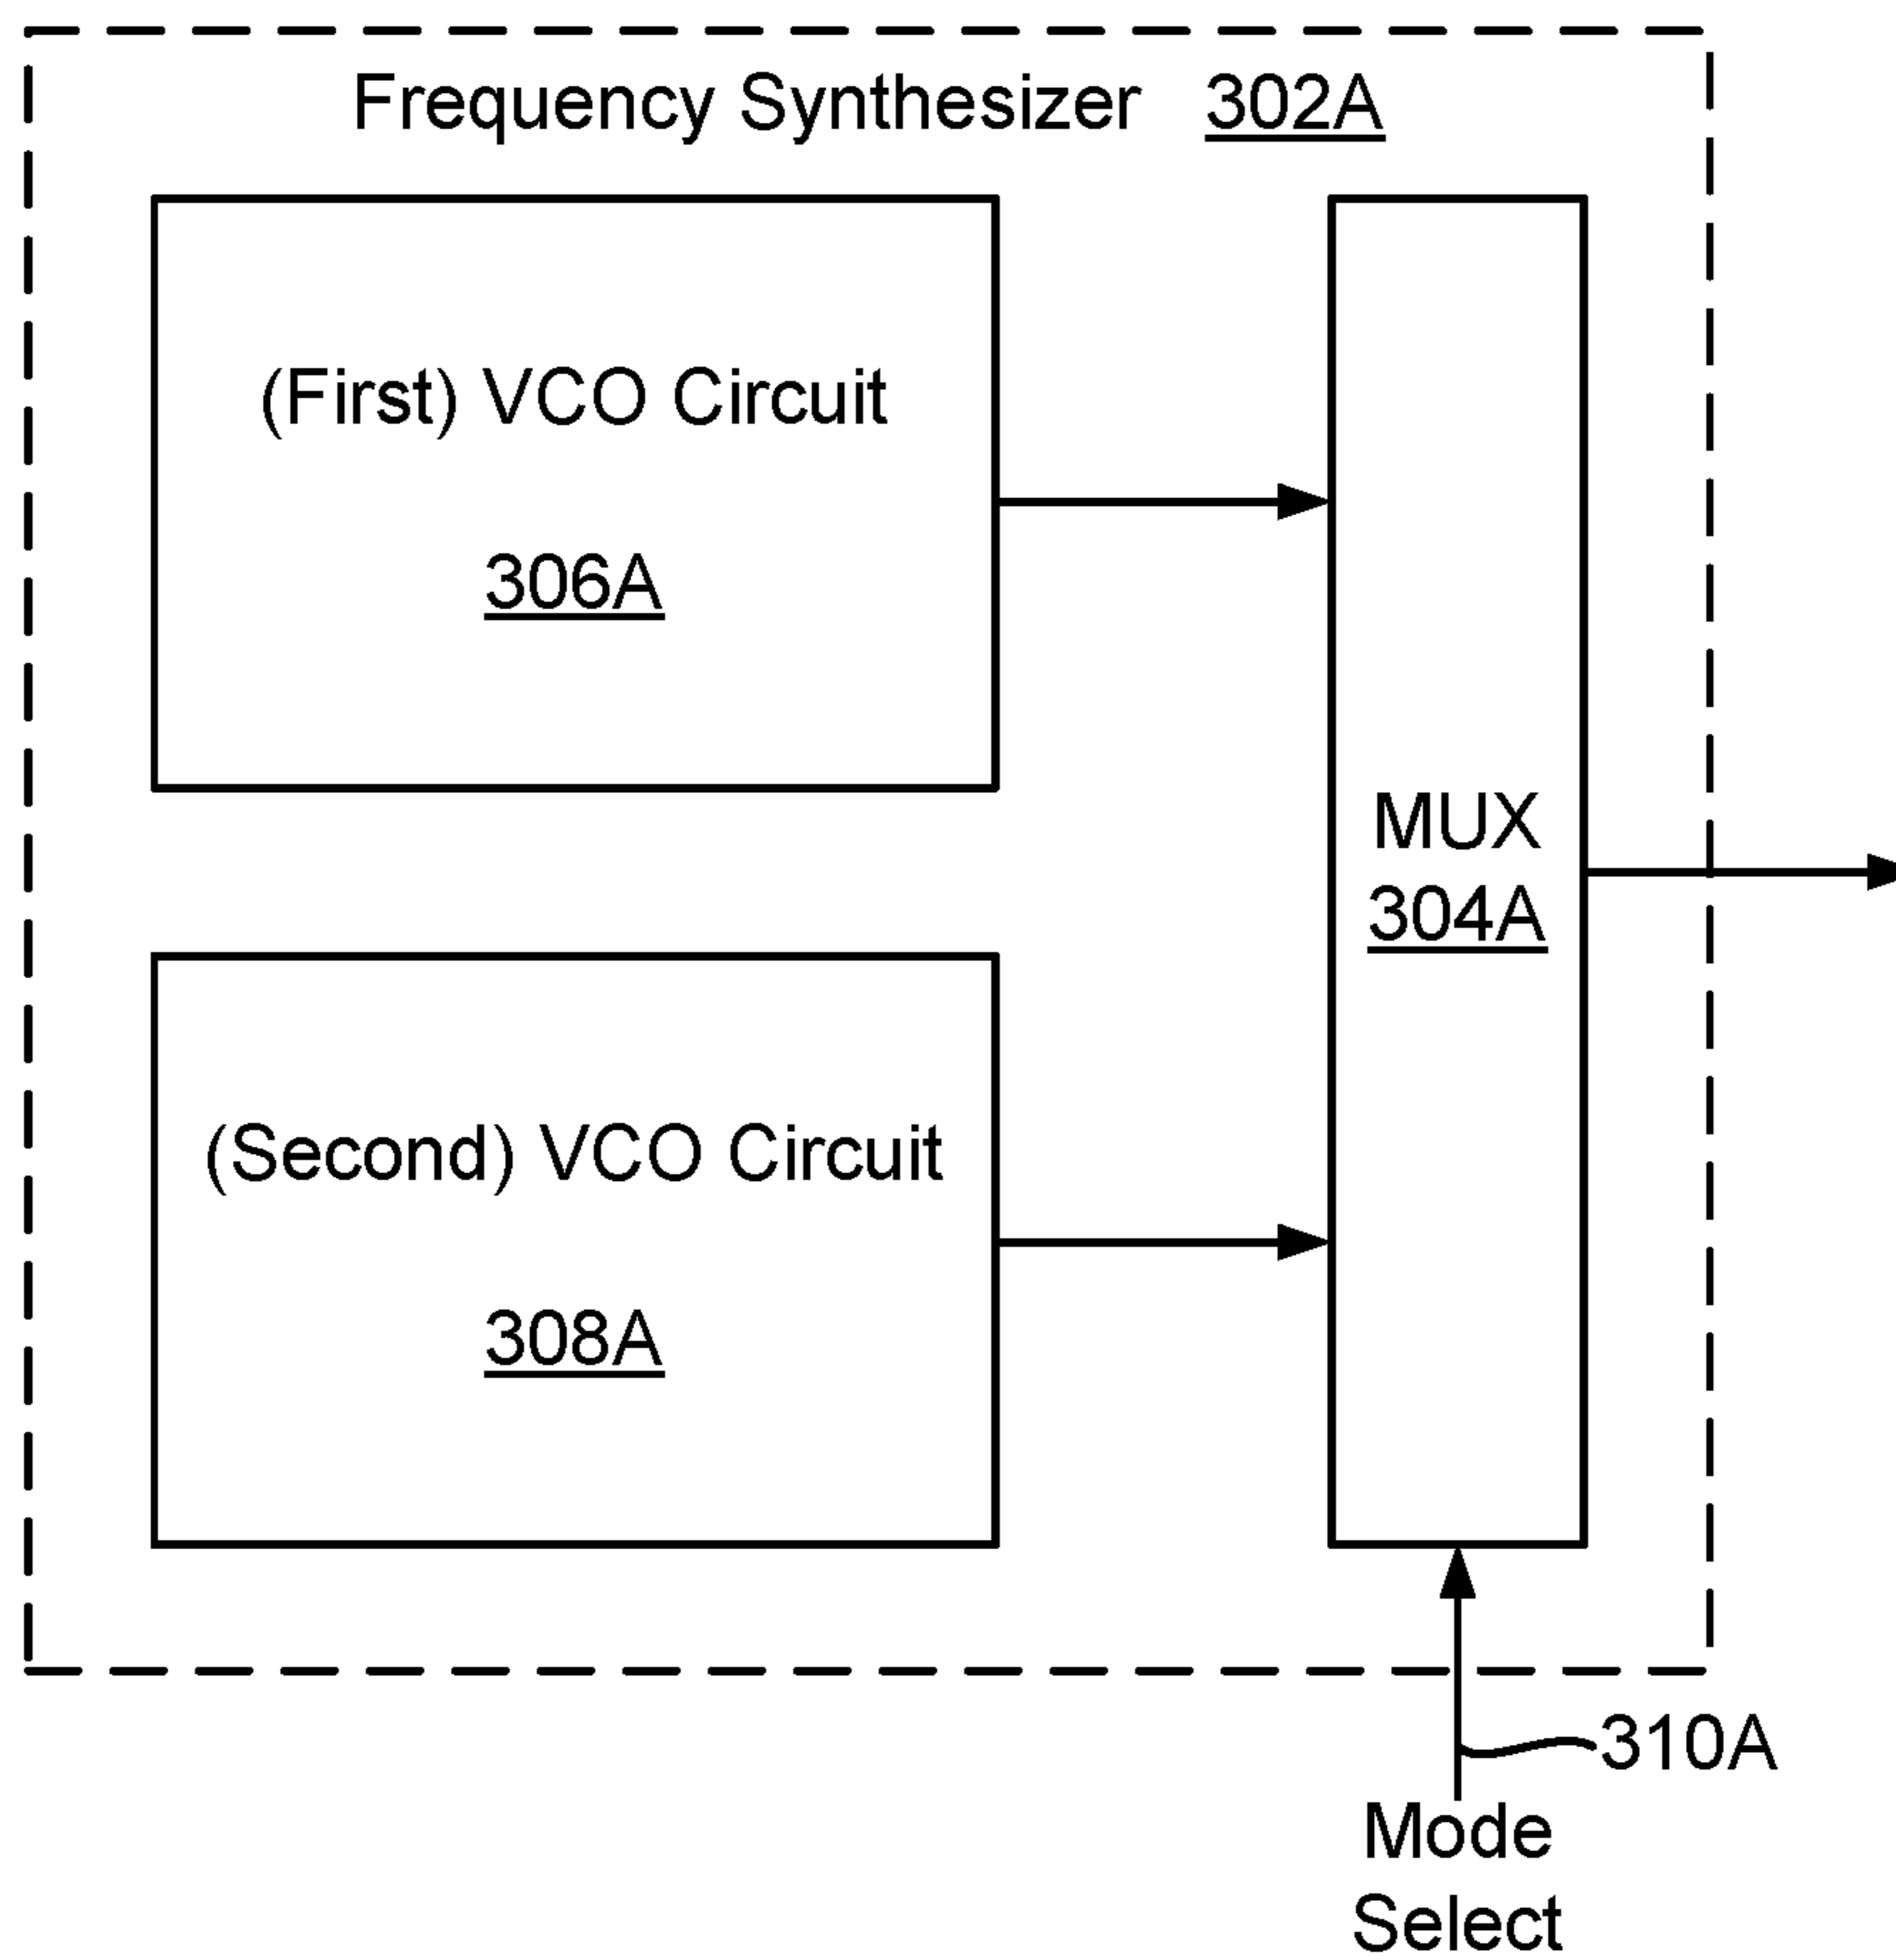 Frequency Synthesizer 302A
(First) VCO Circuit
306A
MUX
304A
(Second) VCO Circuit
308A
310A
Mode
Select